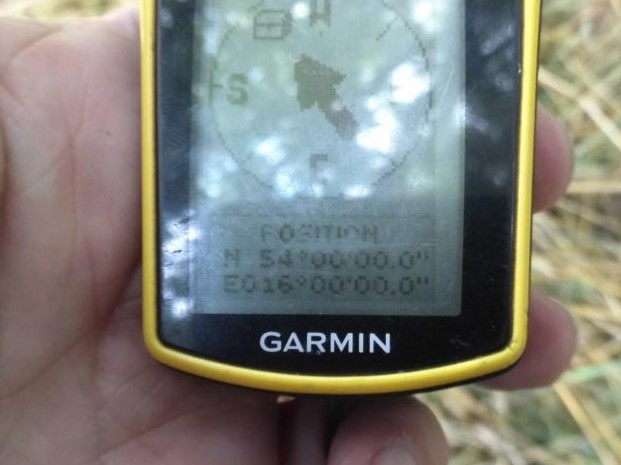 W
S
E
POSITION
N 54°00'00.0"
E016°00'00.0"
GARMIN